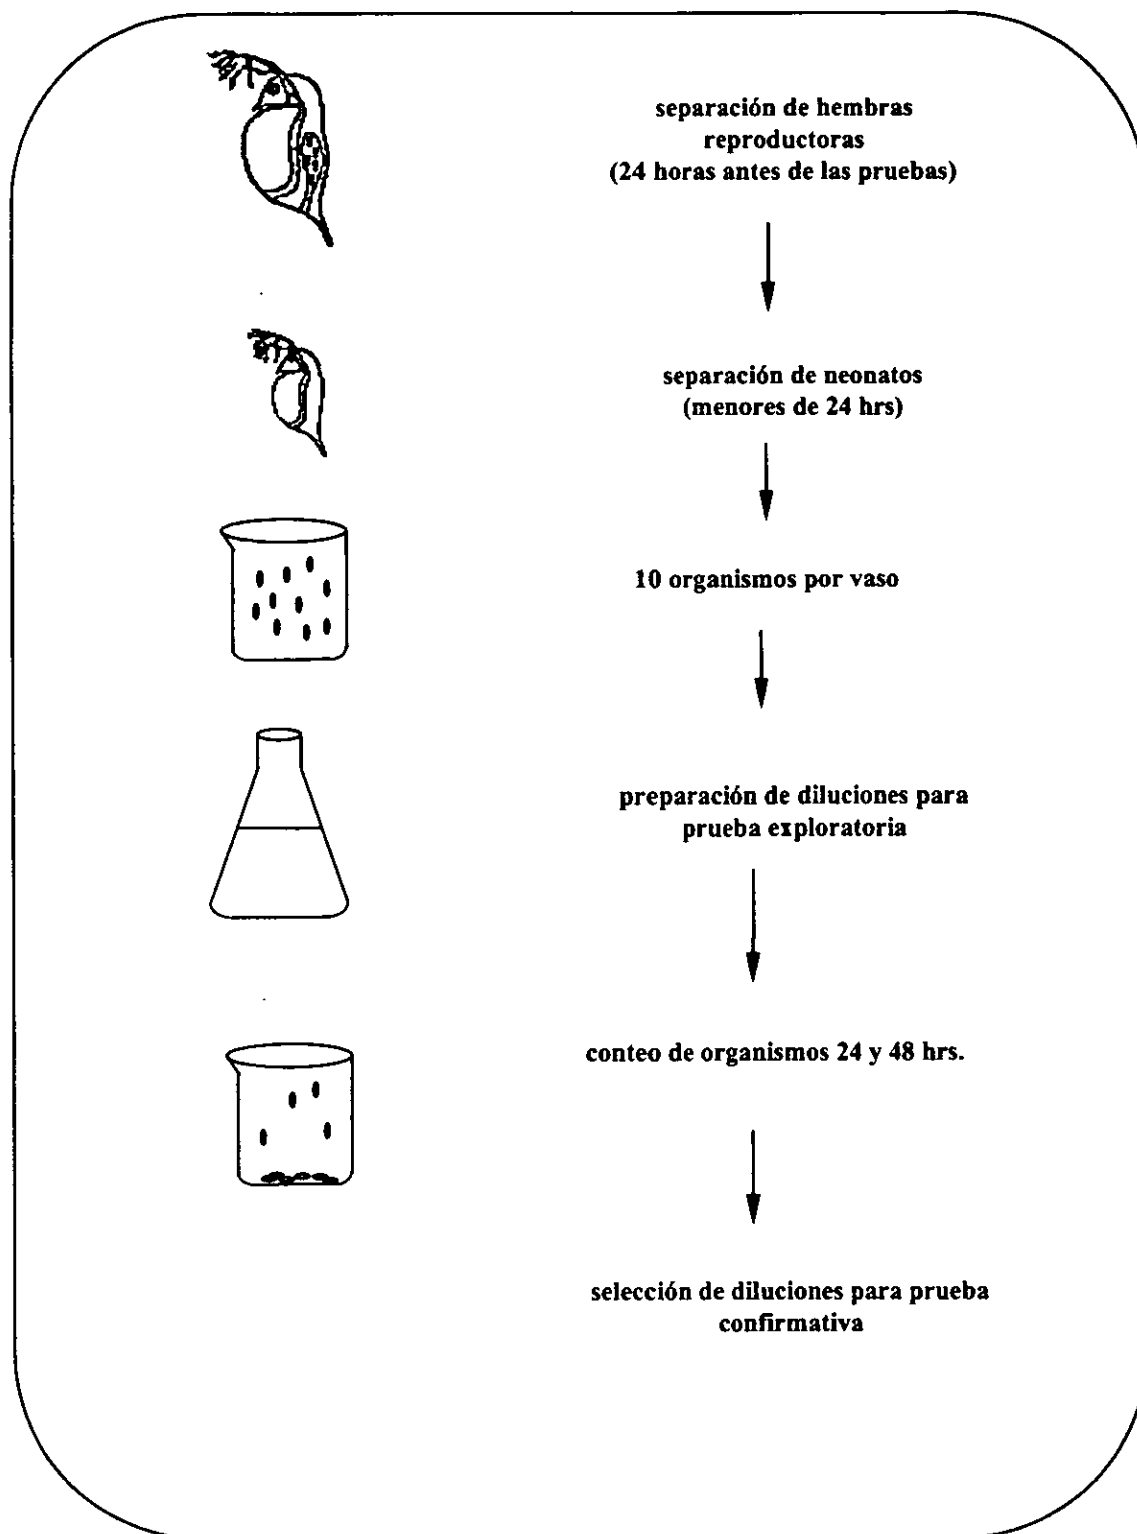 separación de hembras
reproductoras
(24 horas antes de las pruebas)
separación de neonatos
(menores de 24 hrs)
10 organismos por vaso
preparación de diluciones para
prueba exploratoria
conteo de organismos 24 y 48 hrs.
selección de diluciones para prueba
confirmativa